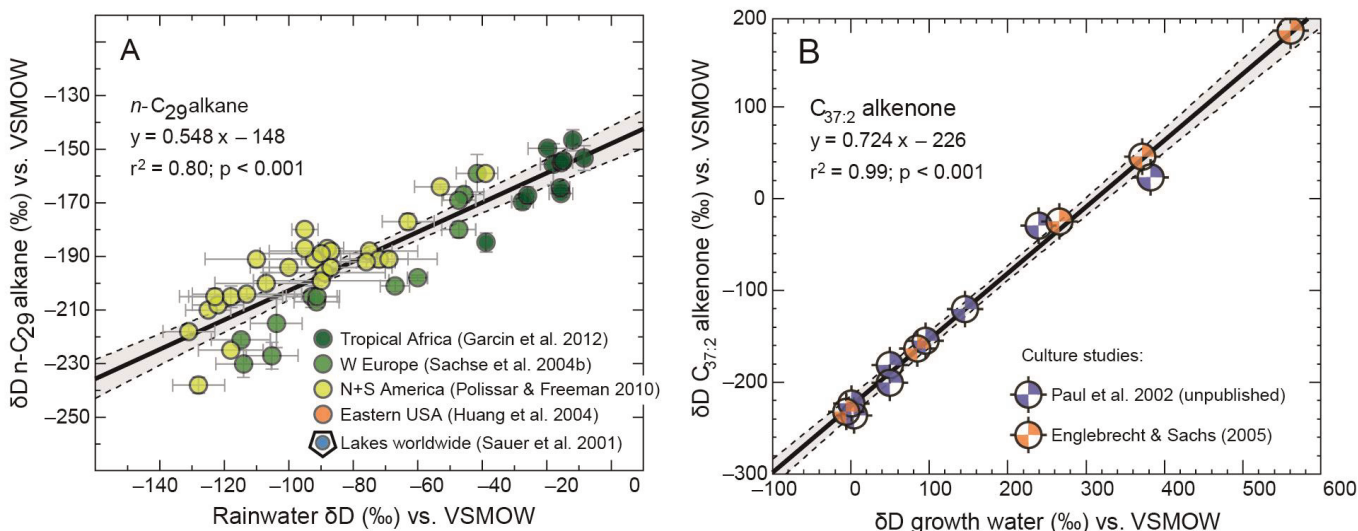 A
n-C29 alkane
y = 0.548 x – 148
r2 = 0.80; p < 0.001
δD n-C29 alkane (‰) vs. VSMOW
–130
–150
–170
–190
–210
–230
–250
Tropical Africa (Garcin et al. 2012)
W Europe (Sachse et al. 2004b)
N+S America (Polissar & Freeman 2010)
Eastern USA (Huang et al. 2004)
Lakes worldwide (Sauer et al. 2001)
–140 –120 –100 –80 –60 –40 –20 0
Rainwater δD (‰) vs. VSMOW
B
C37:2 alkenone
y = 0.724 x – 226
r2 = 0.99; p < 0.001
δD C37:2 alkenone (‰) vs. VSMOW
200
100
0
–100
–200
–300
Culture studies:
Paul et al. 2002 (unpublished)
Englebrecht & Sachs (2005)
–100 0 100 200 300 400 500 600
δD growth water (‰) vs. VSMOW